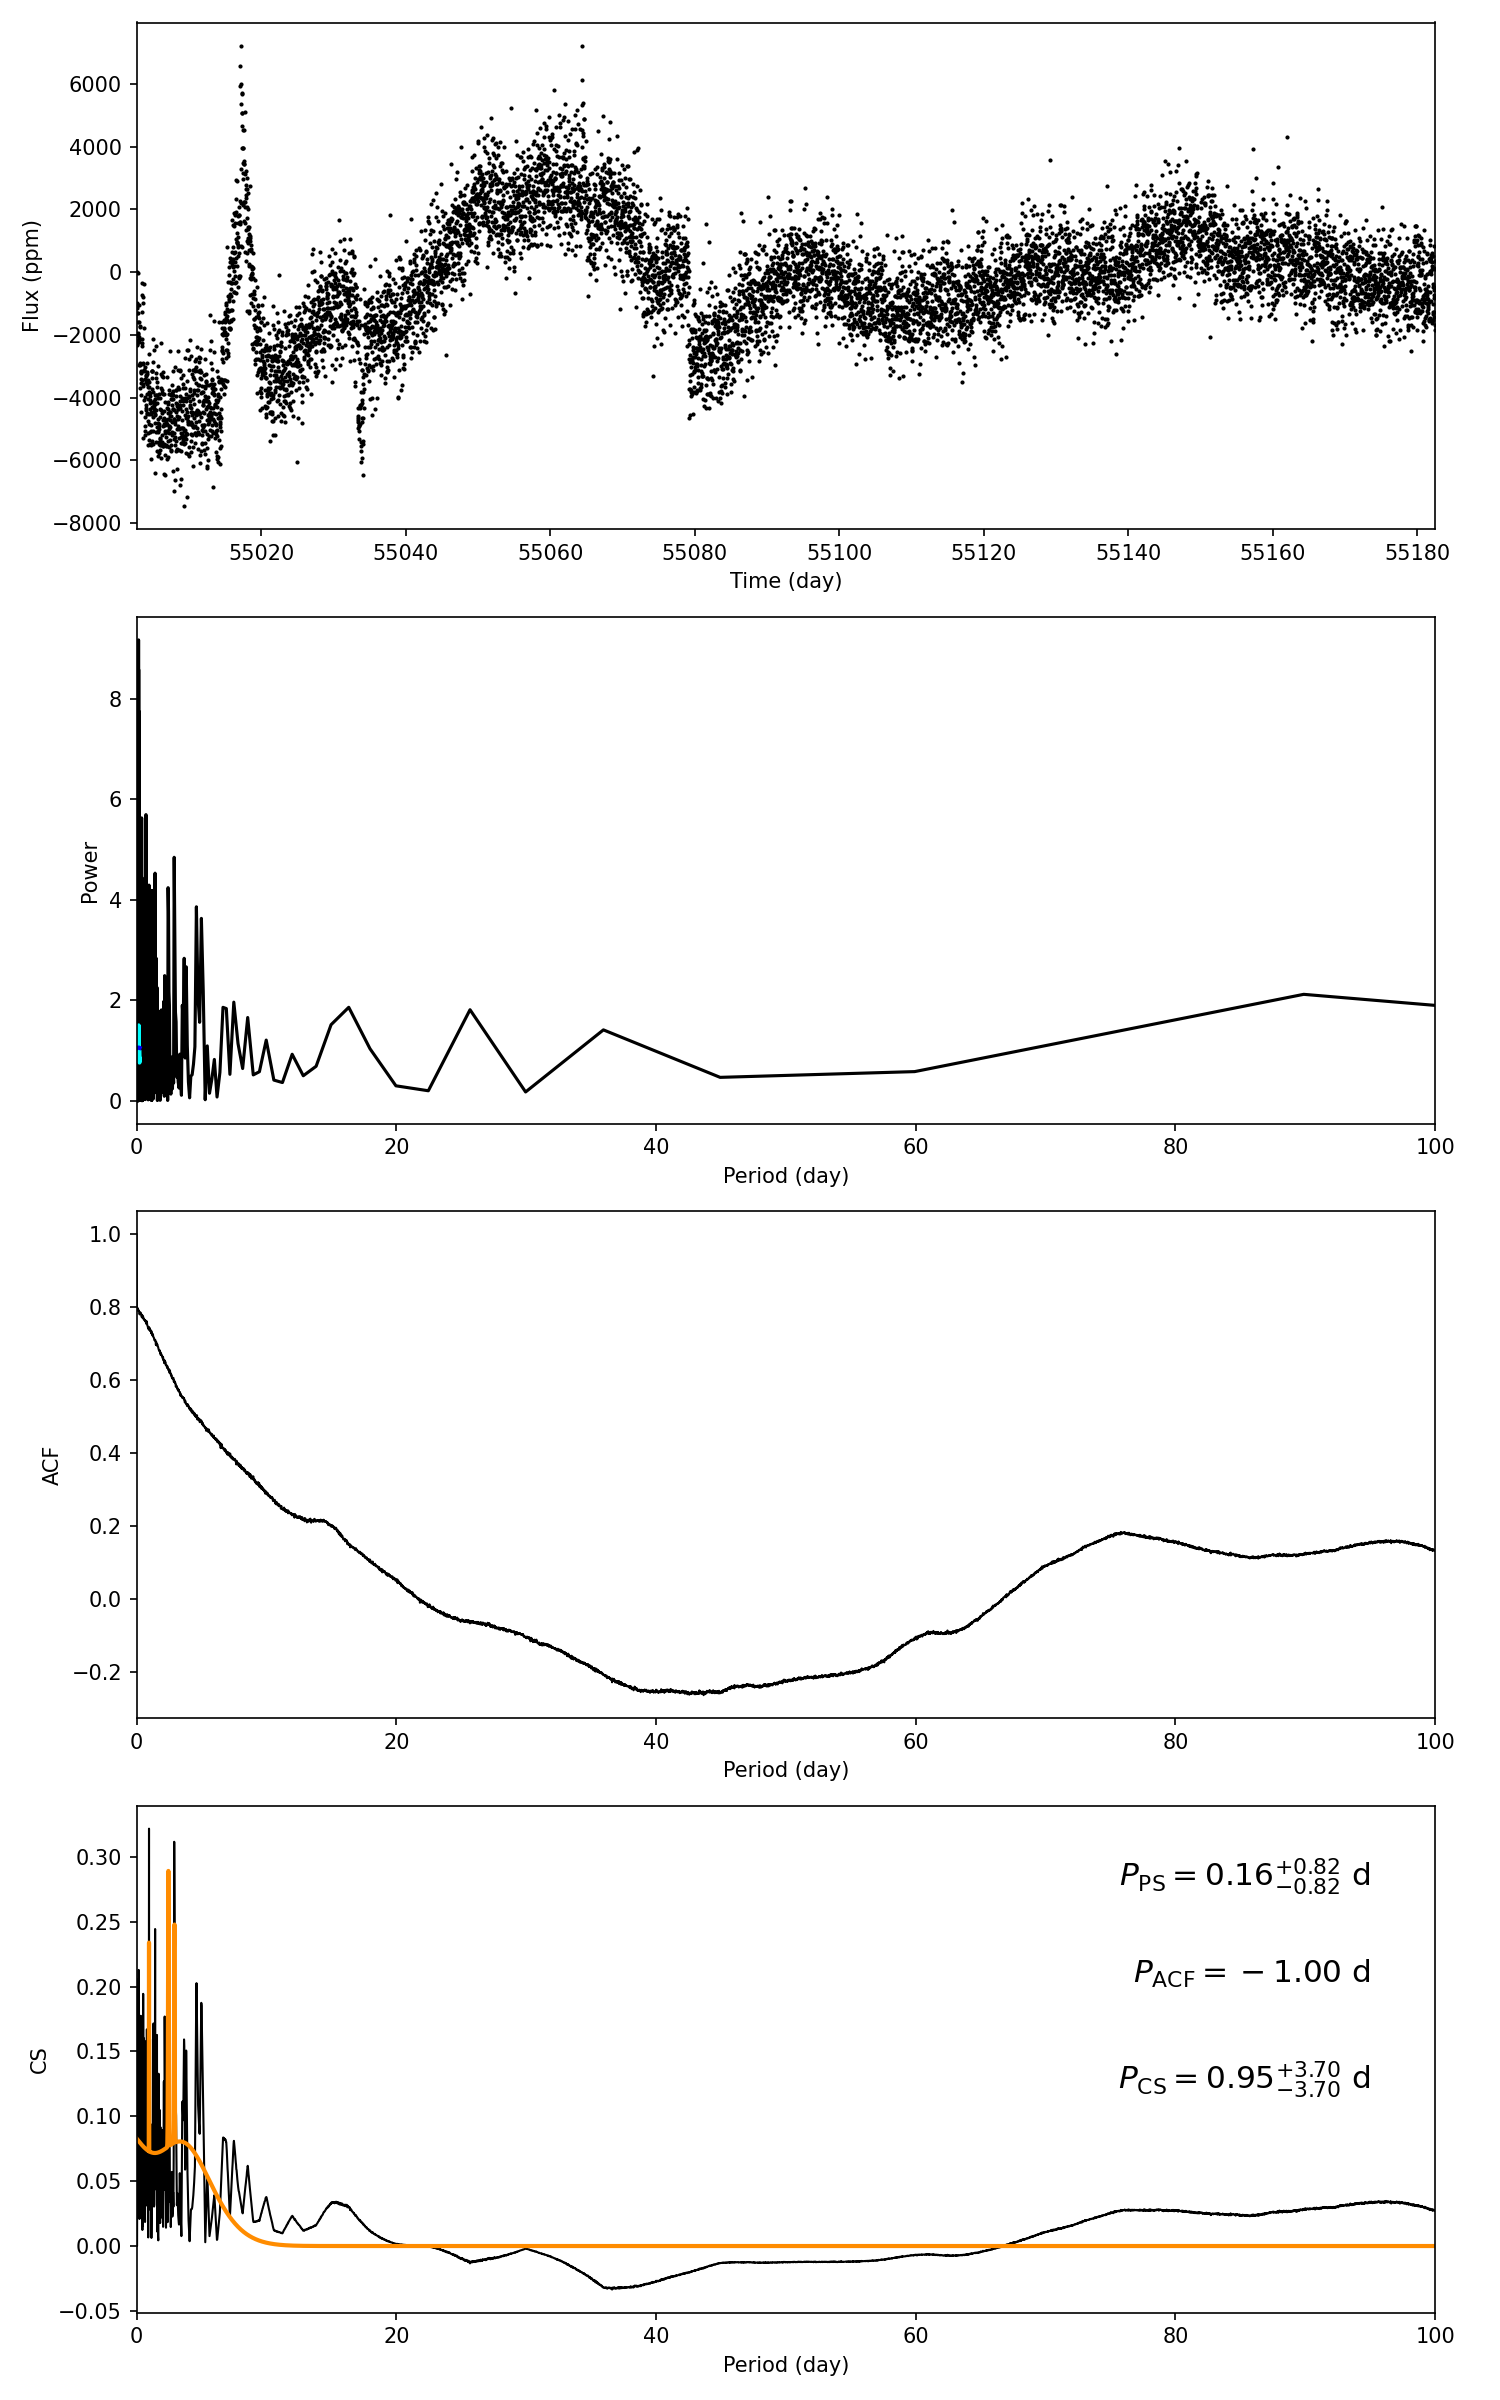 6000
4000
2000
0
−2000
−4000
−6000
−8000
Flux (ppm)
55020 55040 55060 55080 55100 55120 55140 55160 55180
Time (day)
8
6
4
2
0
Power
0 20 40 60 80 100
Period (day)
1.0
0.8
0.6
0.4
0.2
0.0
−0.2
ACF
0 20 40 60 80 100
Period (day)
0.30
0.25
0.20
0.15
0.10
0.05
0.00
−0.05
CS
P_PS = 0.16^{+0.82}_{−0.82} d
P_ACF = −1.00 d
P_CS = 0.95^{+3.70}_{−3.70} d
0 20 40 60 80 100
Period (day)